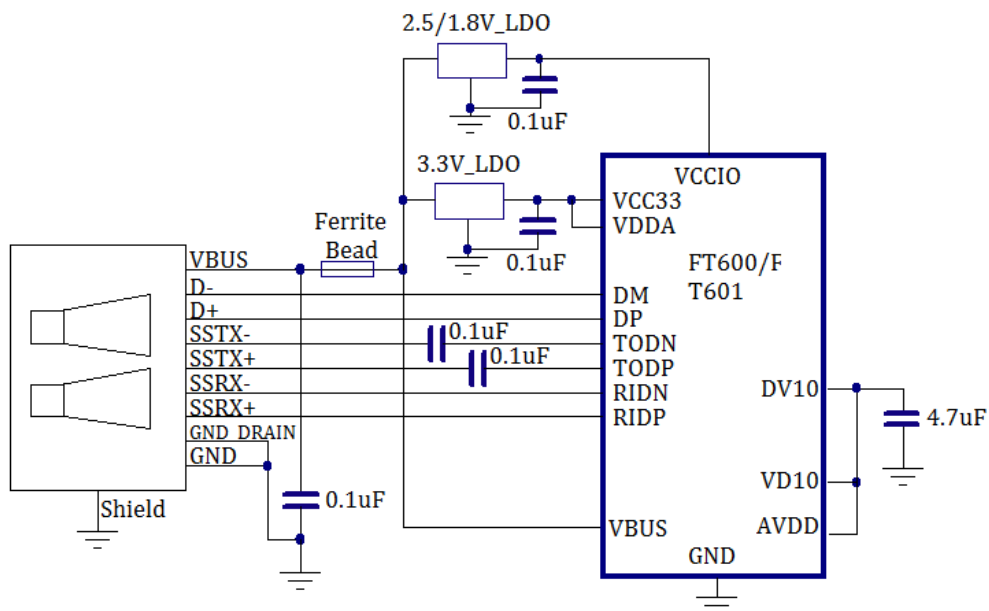 2.5/1.8V_LDO
0.1uF
3.3V_LDO
0.1uF
VCCIO
VCC33
VDDA
FT600/F
T601
Ferrite
Bead
VBUS
D-
D+
SSTX-
SSTX+
SSRX-
SSRX+
GND_DRAIN
GND
Shield
0.1uF
0.1uF
0.1uF
DM
DP
TODN
TODP
RIDN
RIDP
VBUS
GND
DV10
VD10
AVDD
4.7uF